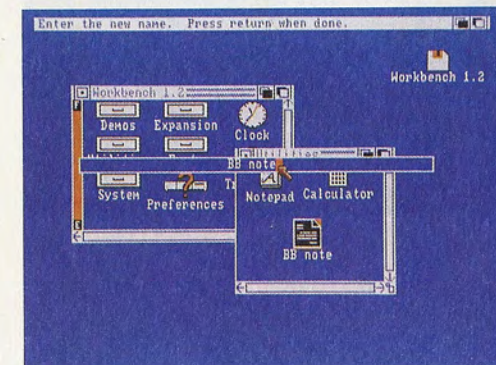 Enter the new name. Press return when done.
Workbench 1.2
Workbench 1.2
Demos Expansion Clock
BB note
System Preferences
Notepad Calculator
BB note